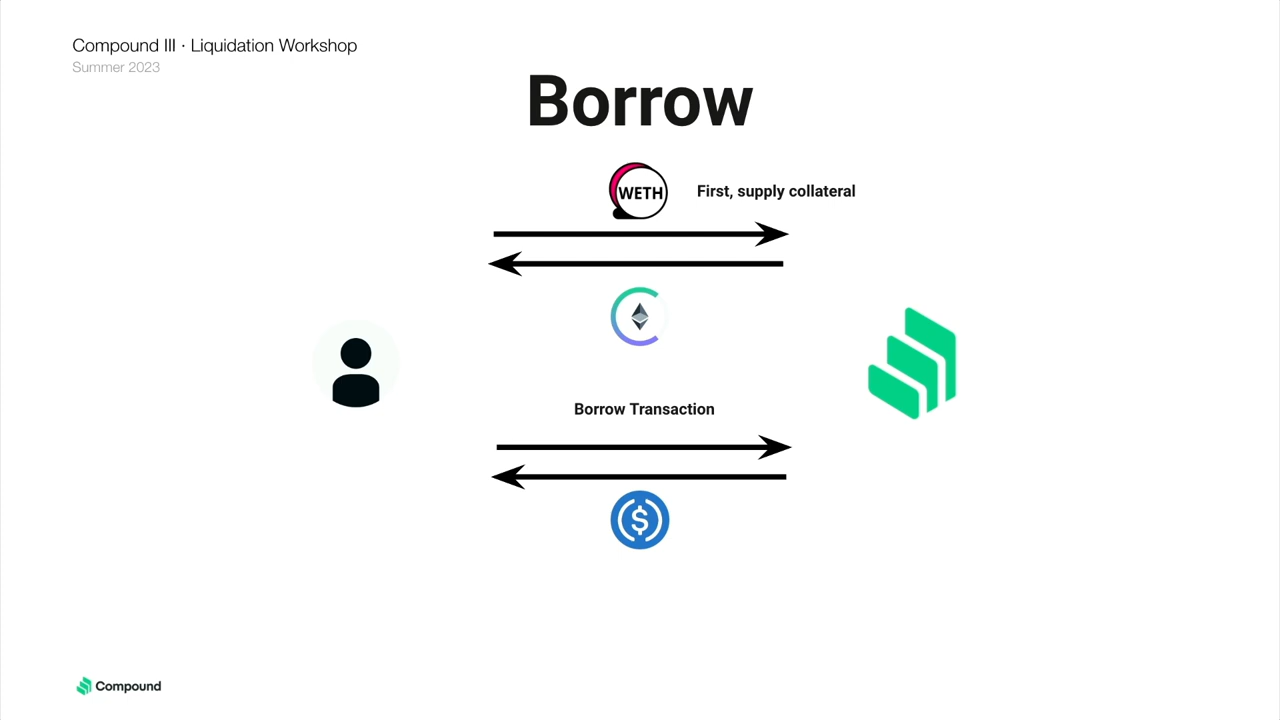 Compound III · Liquidation Workshop
Summer 2023
Borrow
WETH
First, supply collateral
Borrow Transaction
$
Compound